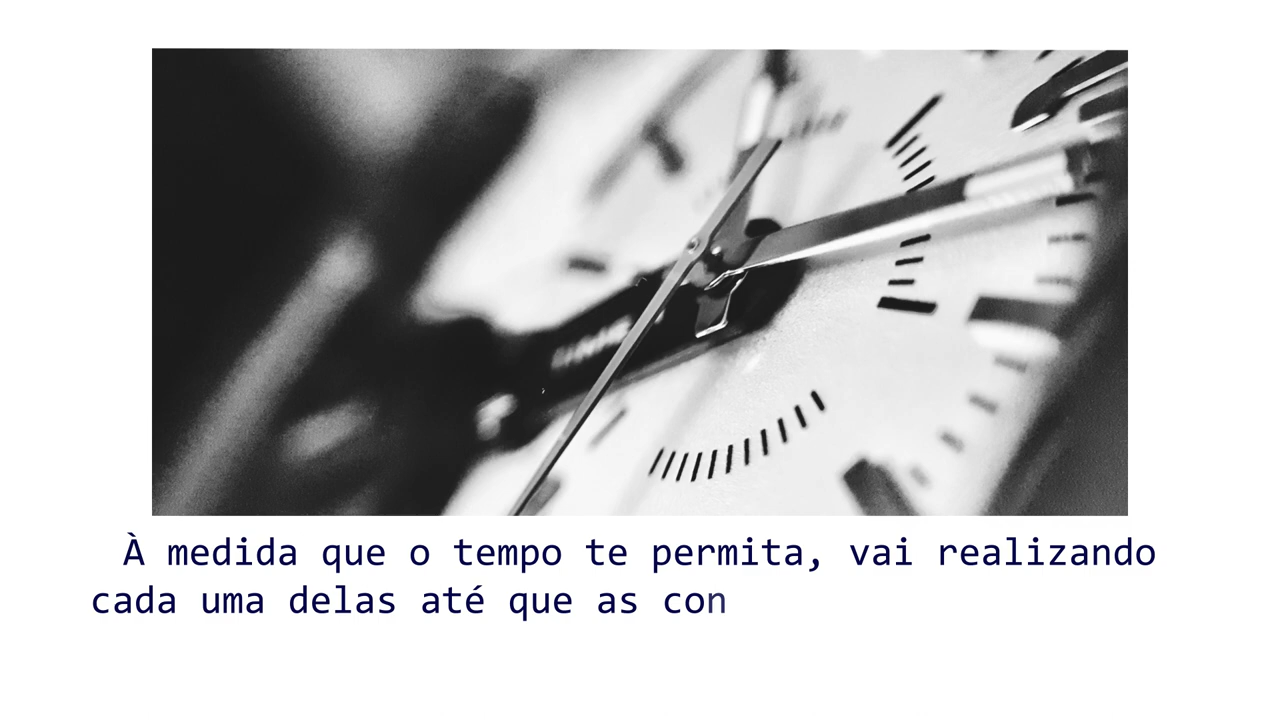 À medida que o tempo te permita, vai realizando
cada uma delas até que as con